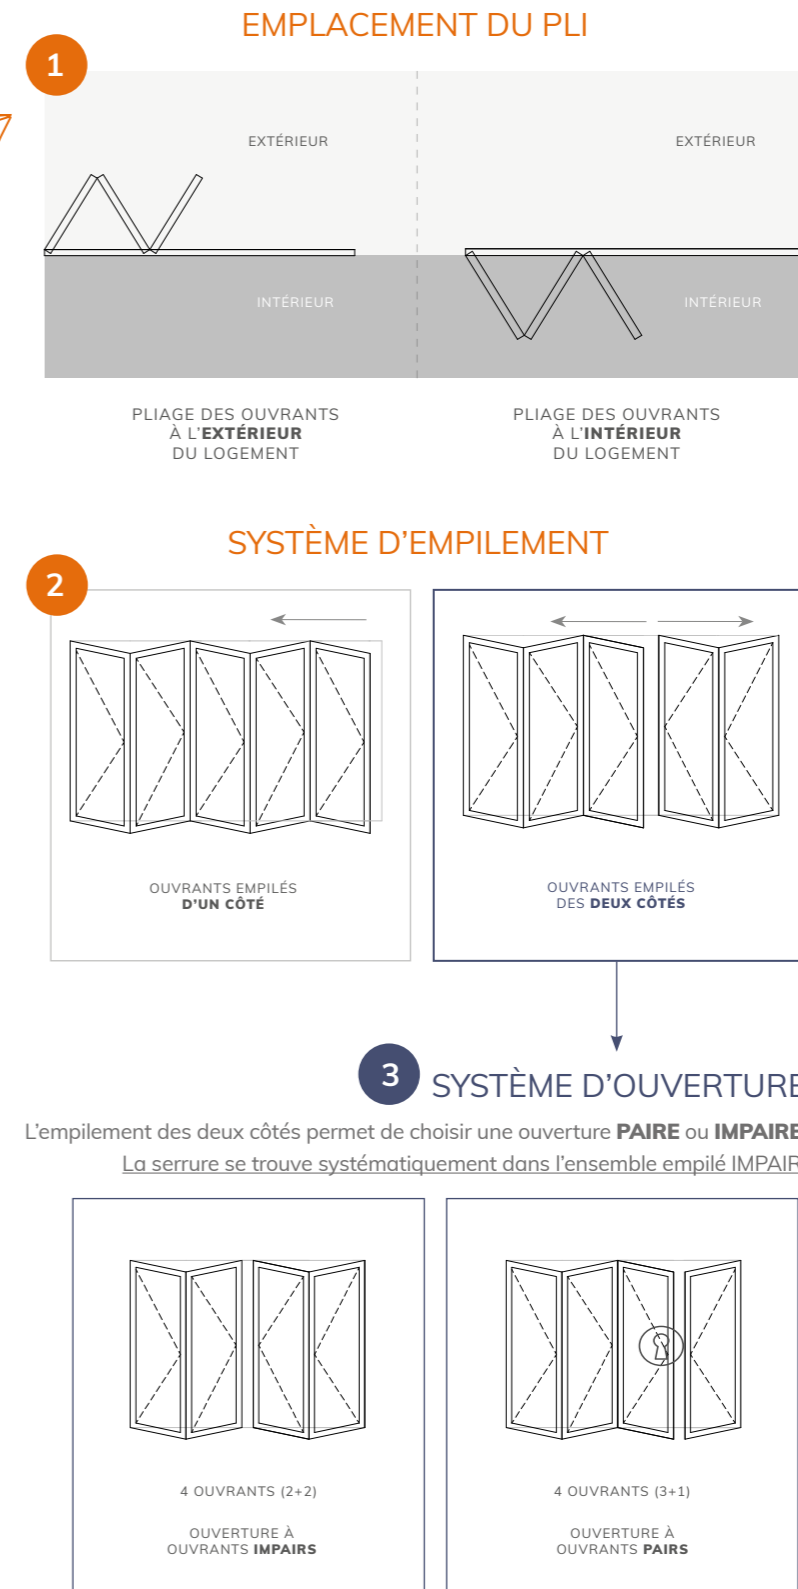 EMPLACEMENT DU PLI
1
EXTÉRIEUR
EXTÉRIEUR
INTÉRIEUR
INTÉRIEUR
PLIAGE DES OUVRANTS
À L'EXTÉRIEUR
DU LOGEMENT
PLIAGE DES OUVRANTS
À L'INTÉRIEUR
DU LOGEMENT
SYSTÈME D'EMPILEMENT
2
OUVRANTS EMPILÉS
D'UN CÔTÉ
OUVRANTS EMPILÉS
DES DEUX CÔTÉS
3 SYSTÈME D'OUVERTURE
L'empilement des deux côtés permet de choisir une ouverture PAIRE ou IMPAIRE
La serrure se trouve systématiquement dans l'ensemble empilé IMPAIR
4 OUVRANTS (2+2)
OUVERTURE À
OUVRANTS IMPAIRS
4 OUVRANTS (3+1)
OUVERTURE À
OUVRANTS PAIRS